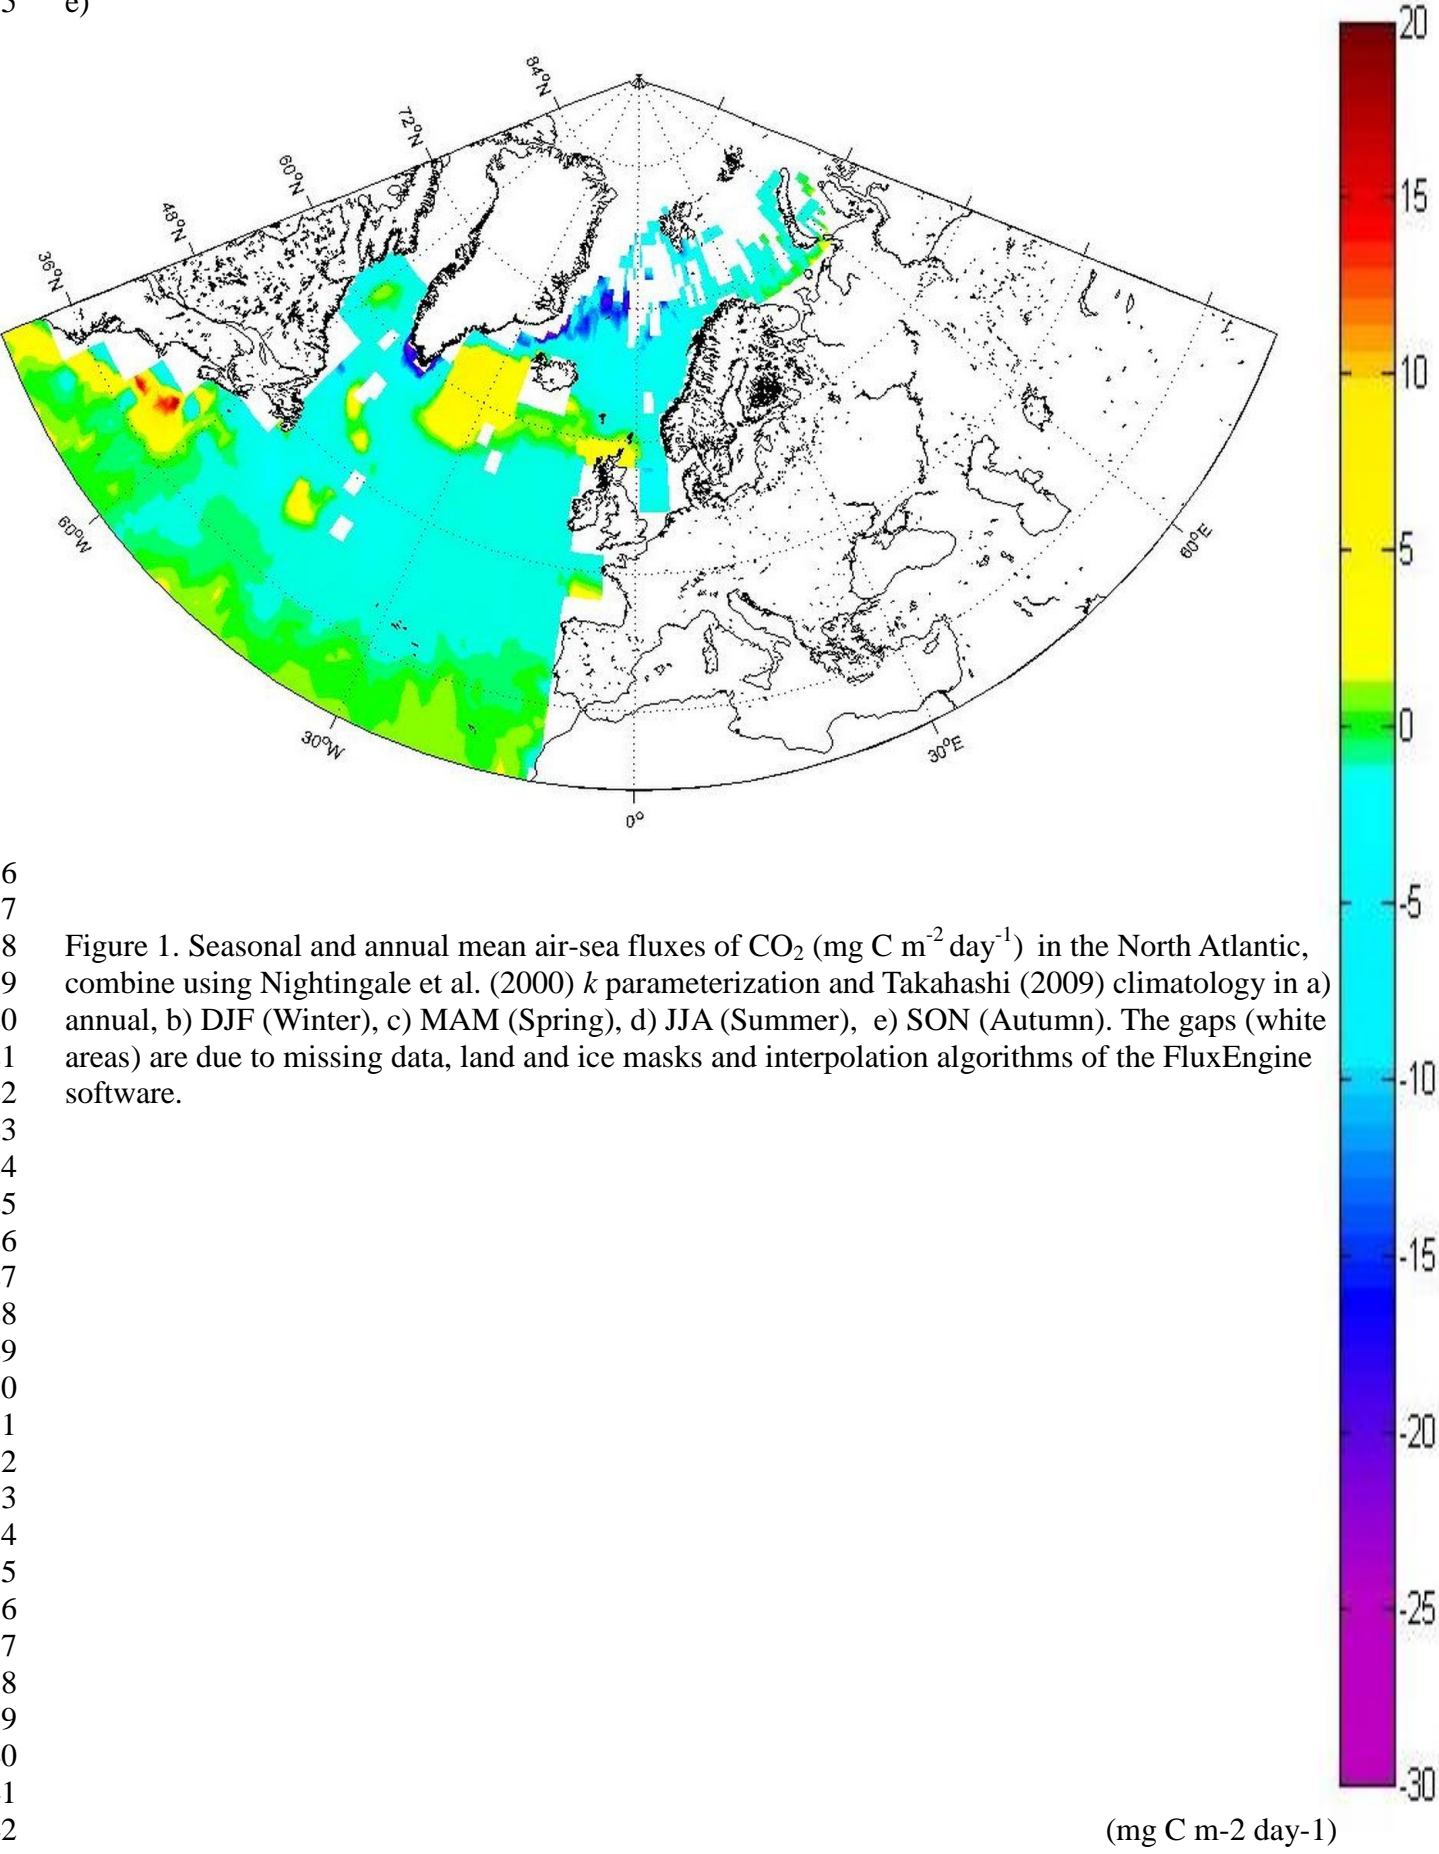 5 e)
84°N
72°N
60°N
48°N
36°N
60°W
30°W
0°
30°E
60°E
20
15
10
5
0
-5
-10
-15
-20
-25
-30
6
7
8 Figure 1. Seasonal and annual mean air-sea fluxes of CO₂ (mg C m⁻² day⁻¹) in the North Atlantic,
9 combine using Nightingale et al. (2000) k parameterization and Takahashi (2009) climatology in a)
0 annual, b) DJF (Winter), c) MAM (Spring), d) JJA (Summer), e) SON (Autumn). The gaps (white
1 areas) are due to missing data, land and ice masks and interpolation algorithms of the FluxEngine
2 software.
3
4
5
6
7
8
9
0
1
2
3
4
5
6
7
8
9
0
1
2 (mg C m-2 day-1)